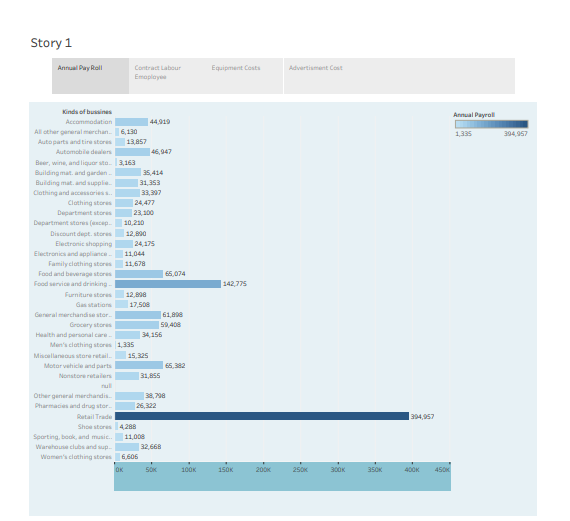 Story 1
Annual Pay Roll
Contract Labour
Emoployee
Equipment Costs
Advertisment Cost
Kinds of bussines
Annual Payroll
1,335 394,957
Accommodation 44,919
All other general merchan.. 6,130
Auto parts and tire stores 13,857
Automobile dealers 46,947
Beer, wine, and liquor sto.. 3,163
Building mat. and garden .. 35,414
Building mat. and supplie.. 31,353
Clothing and accessories s.. 33,397
Clothing stores 24,477
Department stores 23,100
Department stores (excep.. 10,210
Discount dept. stores 12,890
Electronic shopping 24,175
Electronics and appliance .. 11,044
Family clothing stores 11,678
Food and beverage stores 65,074
Food service and drinking.. 142,775
Furniture stores 12,898
Gas stations 17,508
General merchandise stor.. 61,898
Grocery stores 59,408
Health and personal care .. 34,156
Men's clothing stores 1,335
Miscellaneous store retail.. 15,325
Motor vehicle and parts 65,382
Nonstore retailers 31,855
null
Other general merchandis.. 38,798
Pharmacies and drug stor.. 26,322
Retail Trade 394,957
Shoe stores 4,288
Sporting, book, and music.. 11,008
Warehouse clubs and sup.. 32,668
Women's clothing stores 6,606
0K 50K 100K 150K 200K 250K 300K 350K 400K 450K